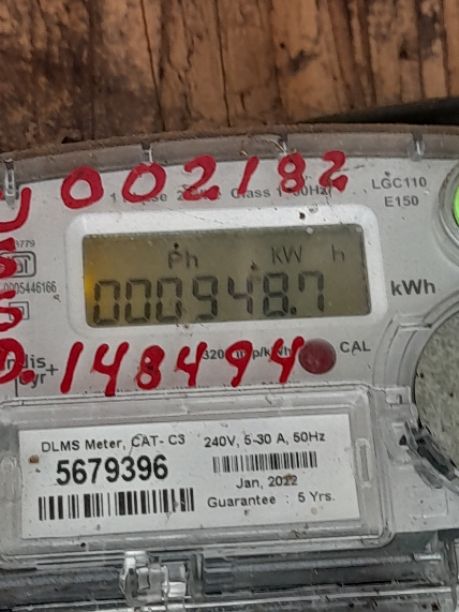 002182
LGC110
E150
Ph kW h
000948.7 kWh
0005446166
148494
CAL
DLMS Meter, CAT- C3 240V, 5-30 A, 50Hz
5679396
Jan, 2022
Guarantee : 5 Yrs.